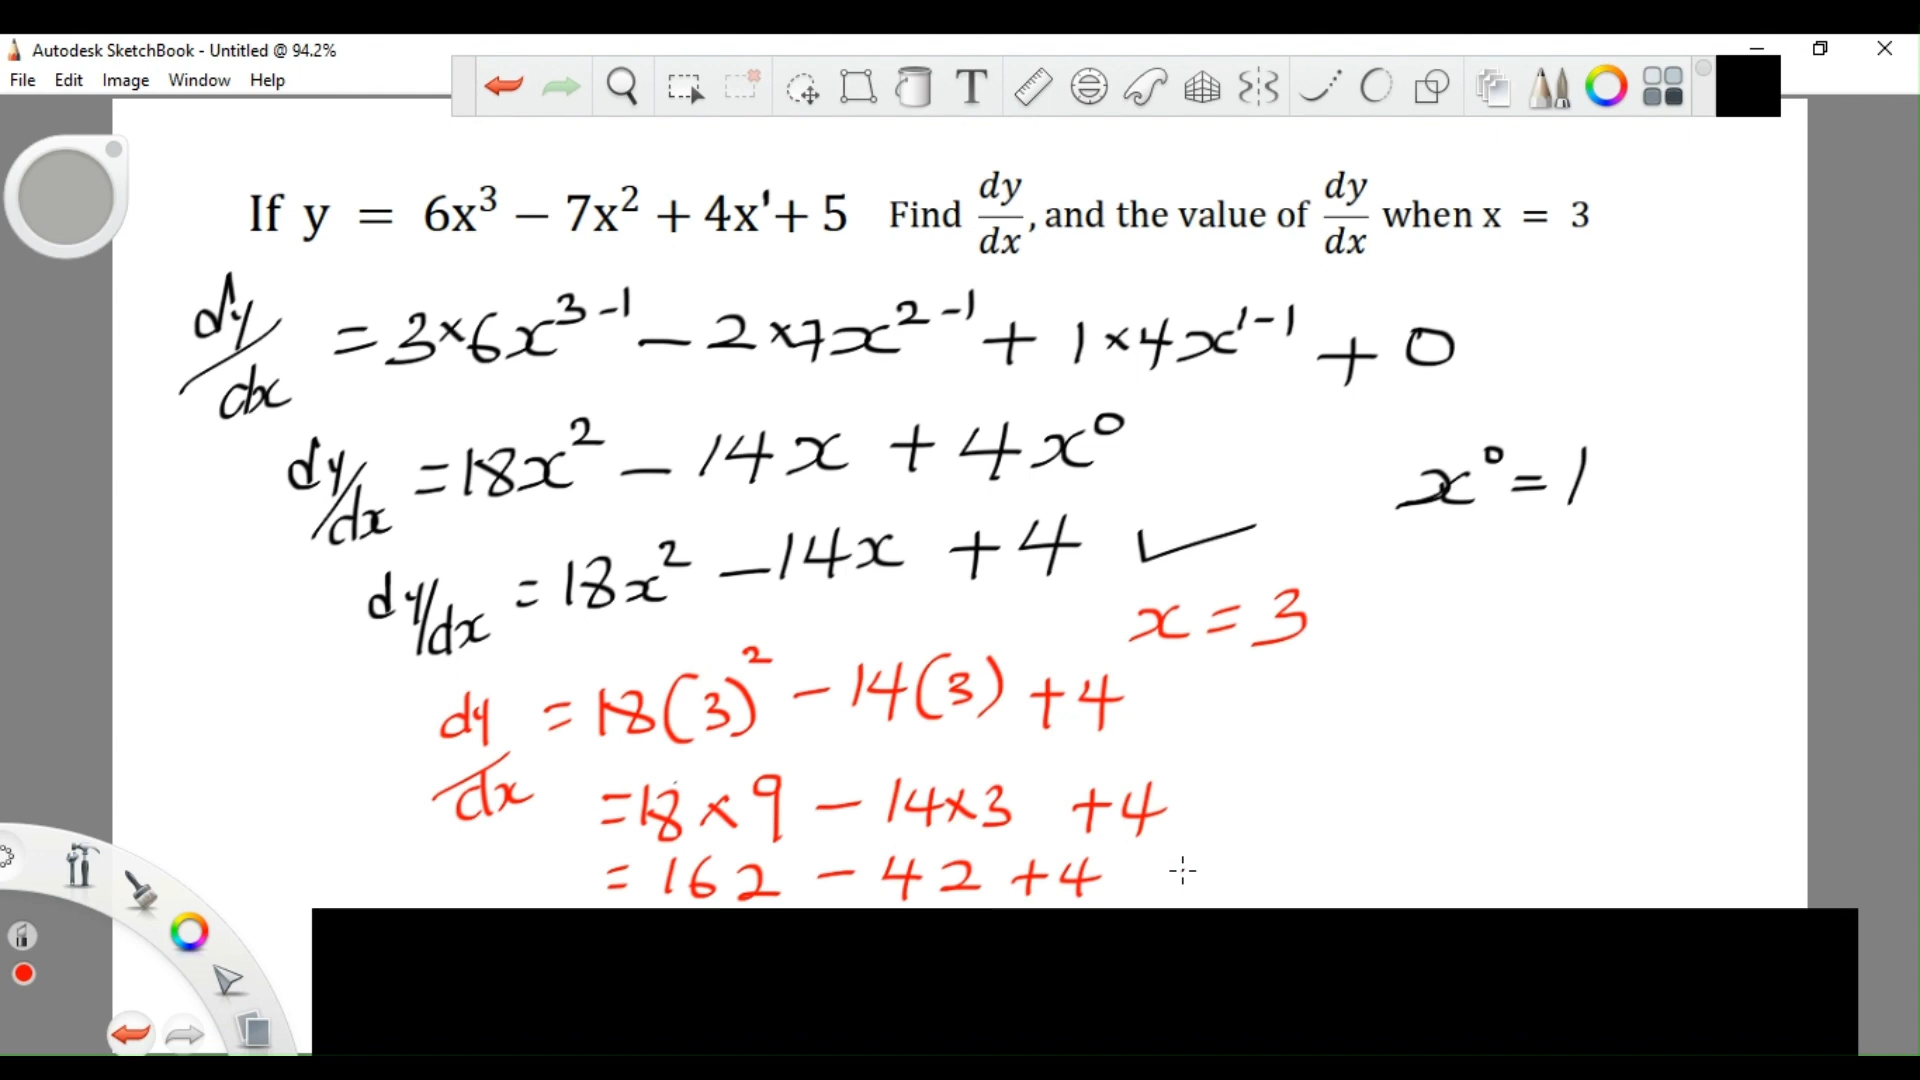 Autodesk SketchBook - Untitled @ 94.2%
File Edit Image Window Help
T
If y = 6x³ − 7x² + 4x' + 5 Find dy/dx, and the value of dy/dx when x = 3
dy/dx = 3×6x³⁻¹ − 2×7x²⁻¹ + 1×4x¹⁻¹ + 0
dy/dx = 18x² − 14x + 4x⁰
x⁰ = 1
dy/dx = 18x² − 14x + 4
x = 3
dy/dx = 18(3)² − 14(3) + 4
= 18×9 − 14×3 + 4
= 162 − 42 + 4